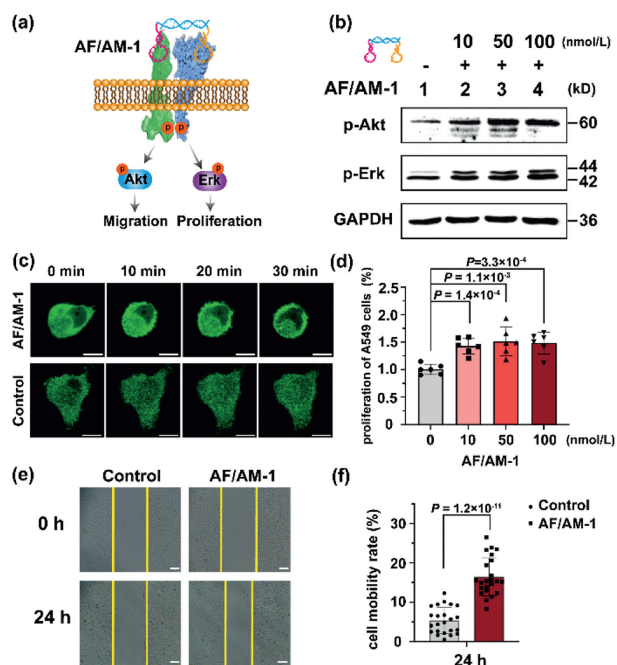 (a)
AF/AM-1
P P
P
Akt
P
Erk
Migration Proliferation
(b)
10 50 100 (nmol/L)
- + + +
AF/AM-1 1 2 3 4 (kD)
p-Akt 60
p-Erk 44
42
GAPDH 36
(c)
0 min 10 min 20 min 30 min
AF/AM-1
Control
(d)
P=3.3×10-4
P = 1.1×10-3
P = 1.4×10-4
proliferation of A549 cells (%)
2.5
2.0
1.5
1.0
0.5
0.0
0 10 50 100 (nmol/L)
AF/AM-1
(e)
Control AF/AM-1
0 h
24 h
(f)
P = 1.2×10-11
Control
AF/AM-1
cell mobility rate (%)
30
20
10
0
24 h